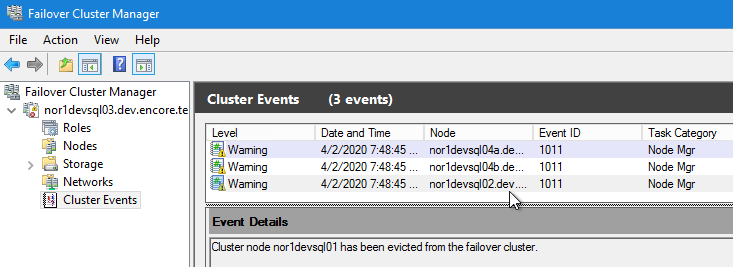 Failover Cluster Manager
File Action View Help
Failover Cluster Manager
nor1devsql03.dev.encore.te
Roles
Nodes
Storage
Networks
Cluster Events
Cluster Events (3 events)
Level Date and Time Node Event ID Task Category
Warning 4/2/2020 7:48:45 ... nor1devsql04a.de... 1011 Node Mgr
Warning 4/2/2020 7:48:45 ... nor1devsql04b.de... 1011 Node Mgr
Warning 4/2/2020 7:48:45 ... nor1devsql02.dev.... 1011 Node Mgr
Event Details
Cluster node nor1devsql01 has been evicted from the failover cluster.